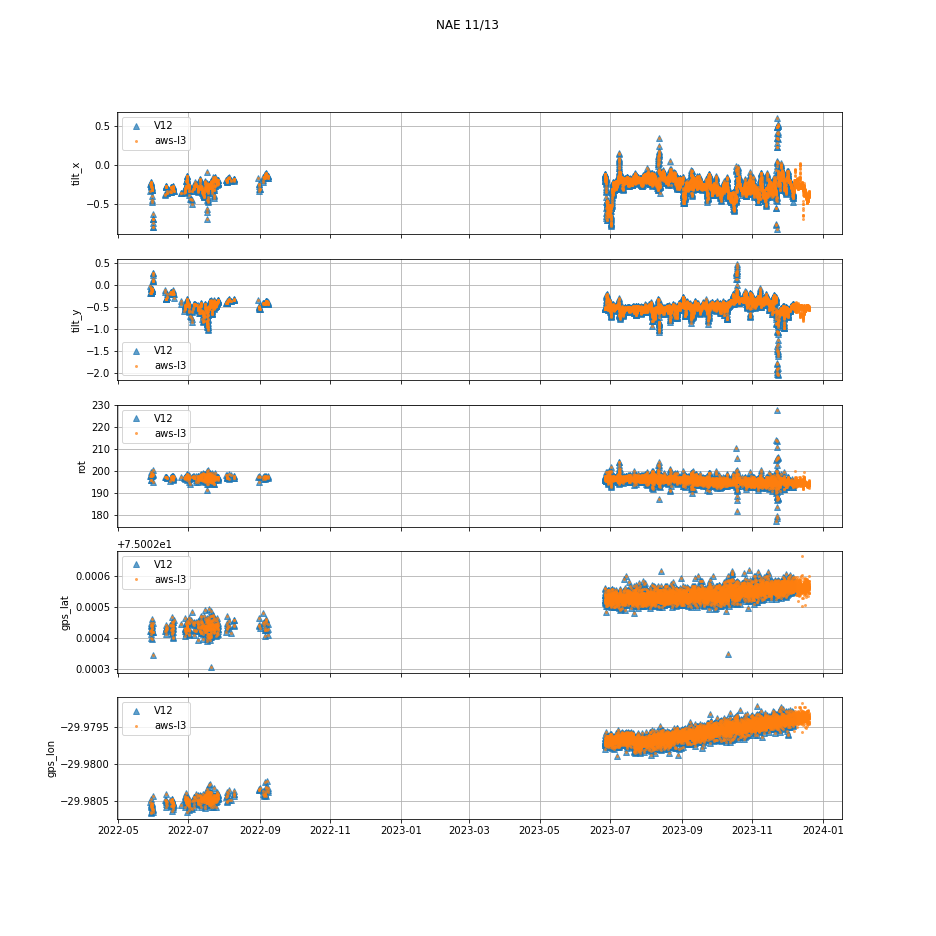 NAE 11/13
0.5
0.0
−0.5
tilt_x
V12
aws-l3
0.5
0.0
−0.5
−1.0
−1.5
−2.0
tilt_y
V12
aws-l3
230
220
210
200
190
180
rot
V12
aws-l3
+7.5002e1
0.0006
0.0005
0.0004
0.0003
gps_lat
V12
aws-l3
−29.9795
−29.9800
−29.9805
gps_lon
V12
aws-l3
2022-05 2022-07 2022-09 2022-11 2023-01 2023-03 2023-05 2023-07 2023-09 2023-11 2024-01